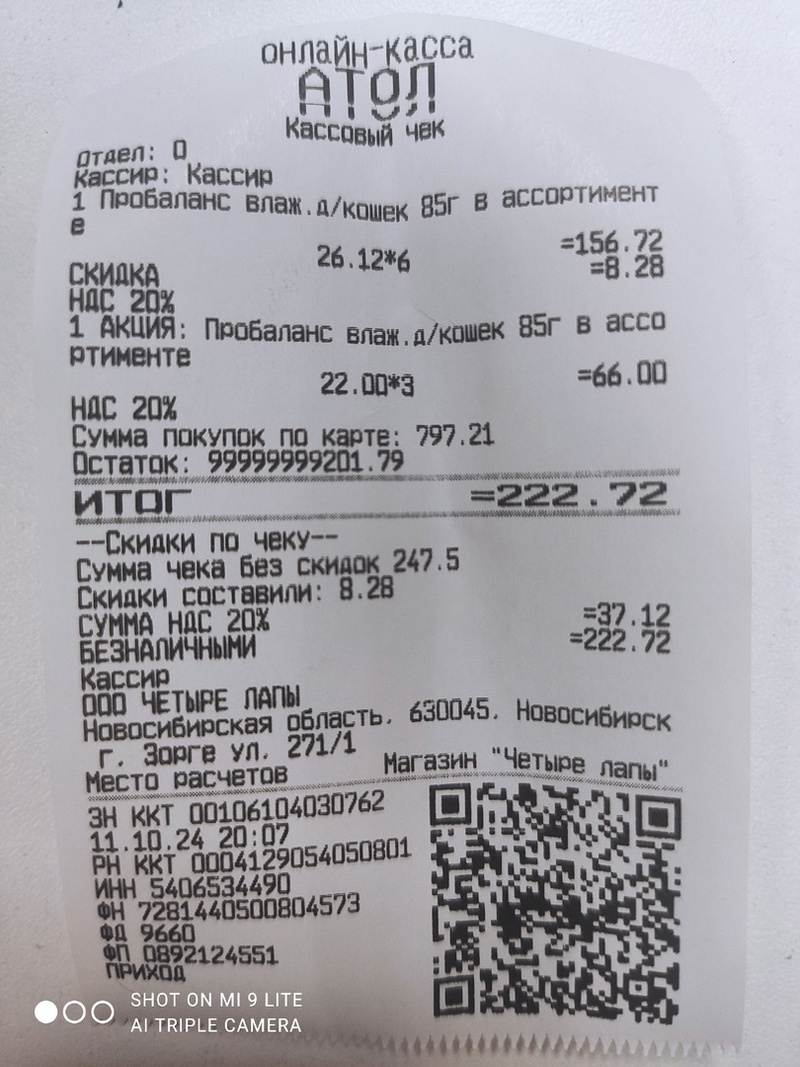 онлайн-касса
АТОЛ
Кассовый чек
Отдел: 0
Кассир: Кассир
1 Пробаланс влаж.д/кошек 85г в ассортимент
е
26.12*6 =156.72
СКИДКА =8.28
НДС 20%
1 АКЦИЯ: Пробаланс влаж.д/кошек 85г в ассо
ртименте
22.00*3 =66.00
НДС 20%
Сумма покупок по карте: 797.21
Остаток: 99999999201.79
ИТОГ =222.72
--Скидки по чеку--
Сумма чека без скидок 247.5
Скидки составили: 8.28
СУММА НДС 20% =37.12
БЕЗНАЛИЧНЫМИ =222.72
Кассир
ООО ЧЕТЫРЕ ЛАПЫ
Новосибирская область, 630045, Новосибирск
г. Зорге ул. 271/1
Место расчетов Магазин "Четыре лапы"
ЗН ККТ 00106104030762
11.10.24 20:07
РН ККТ 0004129054050801
ИНН 5406534490
ФН 7281440500804573
ФД 9660
ФП 0892124551
ПРИХОД
SHOT ON MI 9 LITE
AI TRIPLE CAMERA